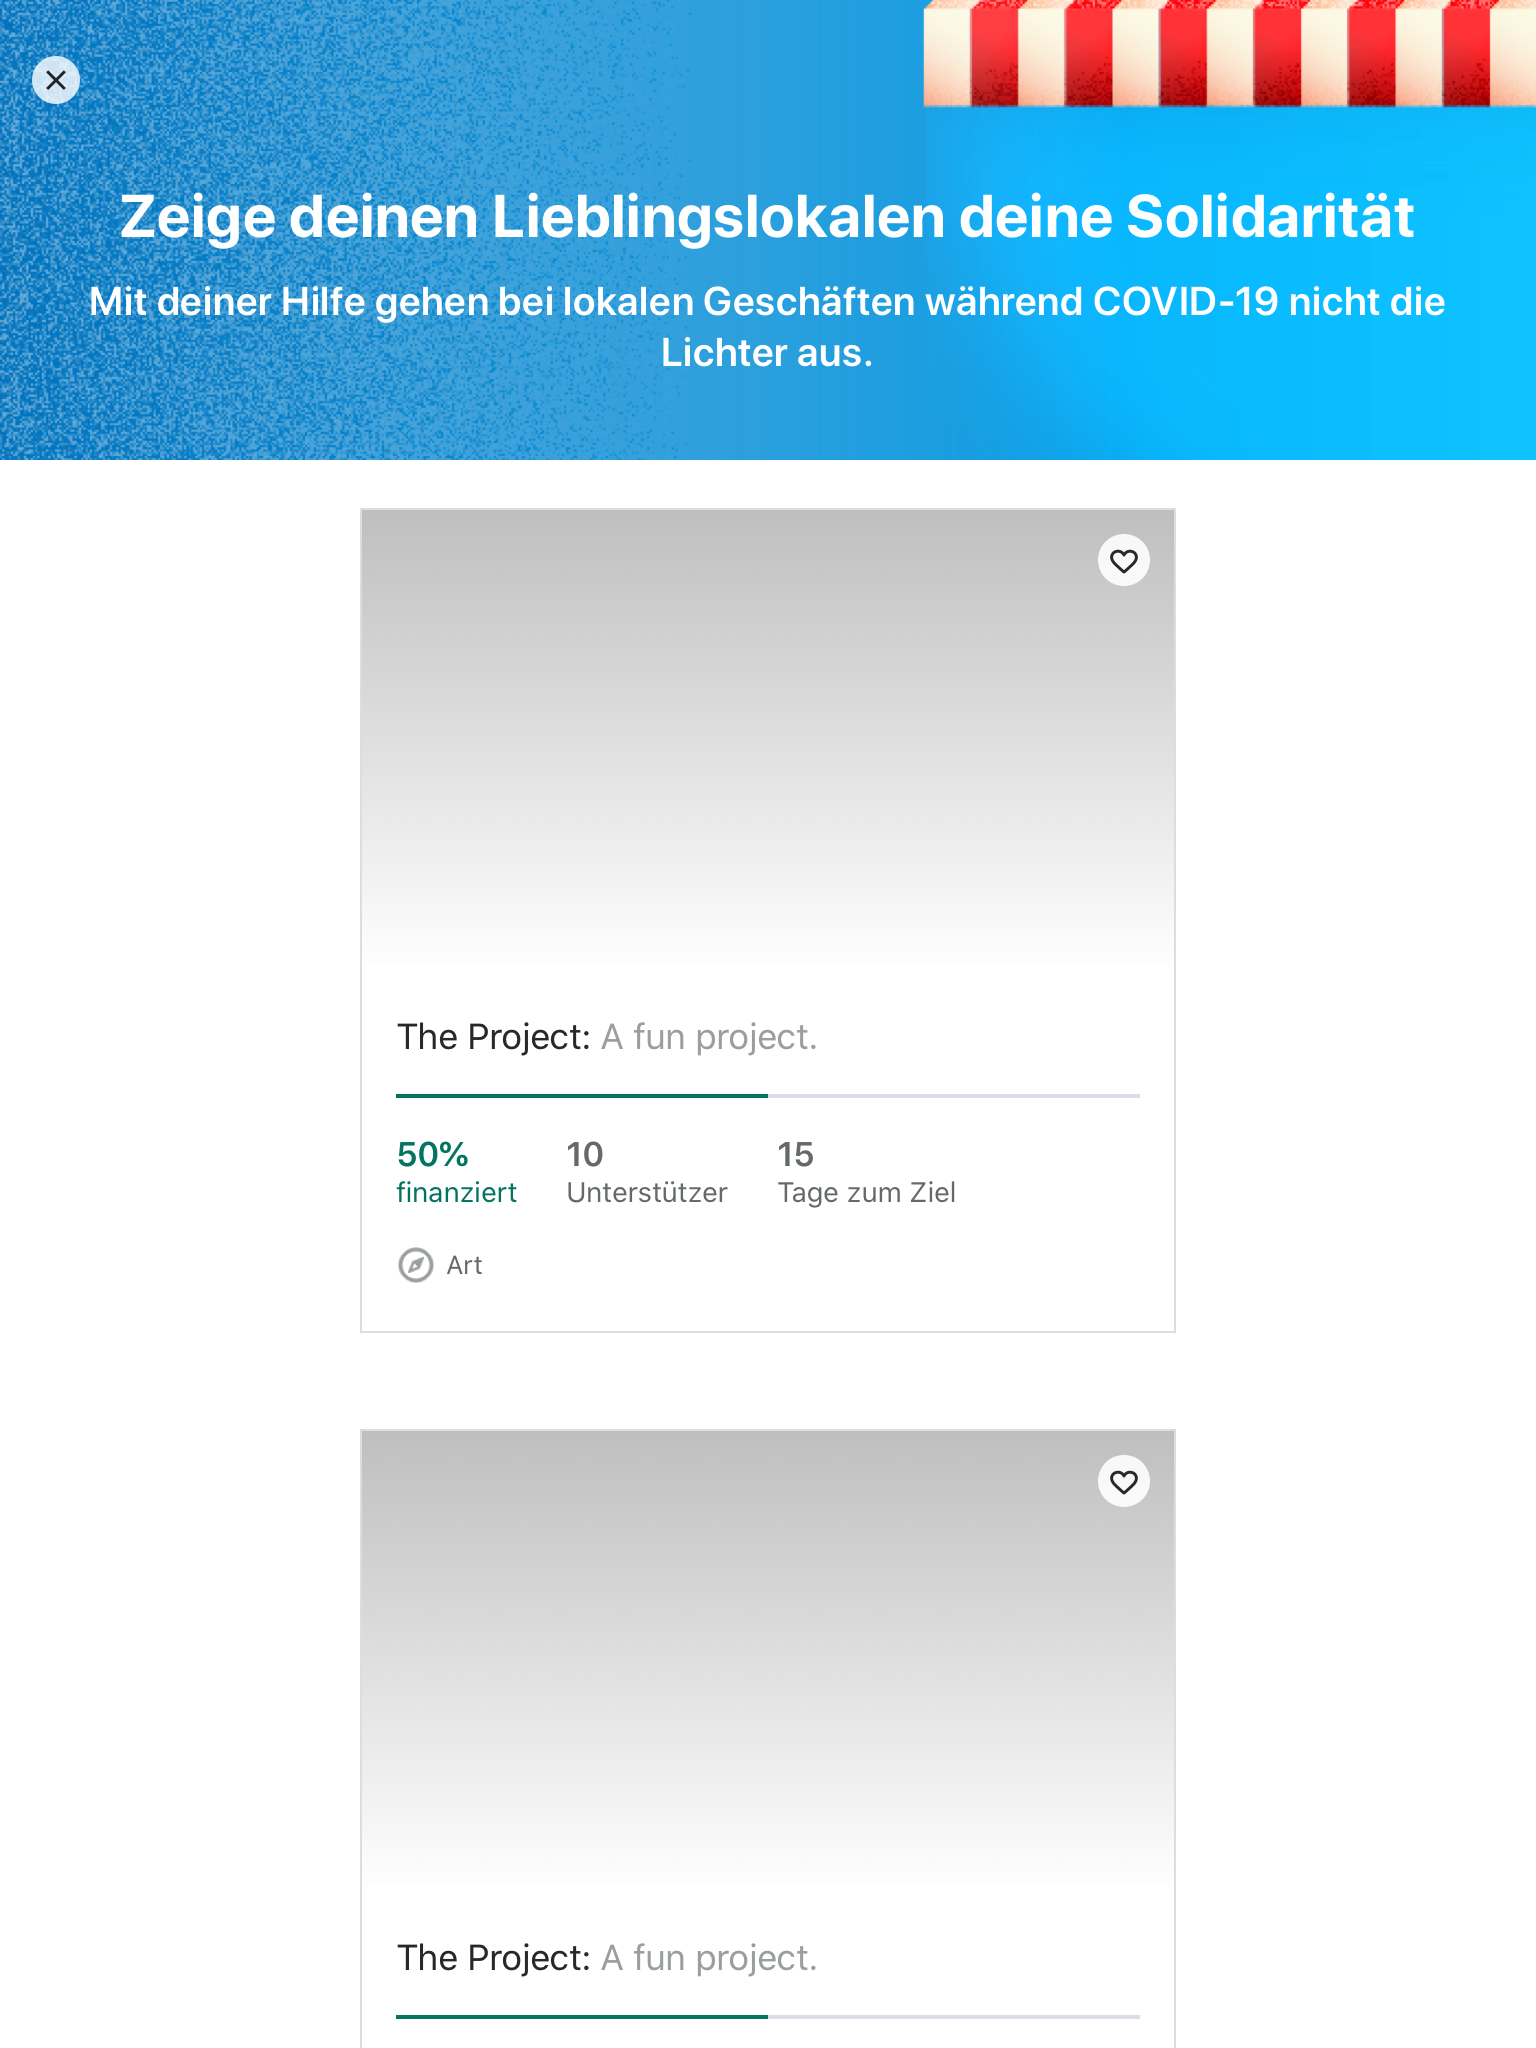 Zeige deinen Lieblingslokalen deine Solidarität
Mit deiner Hilfe gehen bei lokalen Geschäften während COVID-19 nicht die
Lichter aus.
The Project: A fun project.
50%
finanziert
10
Unterstützer
15
Tage zum Ziel
Art
The Project: A fun project.